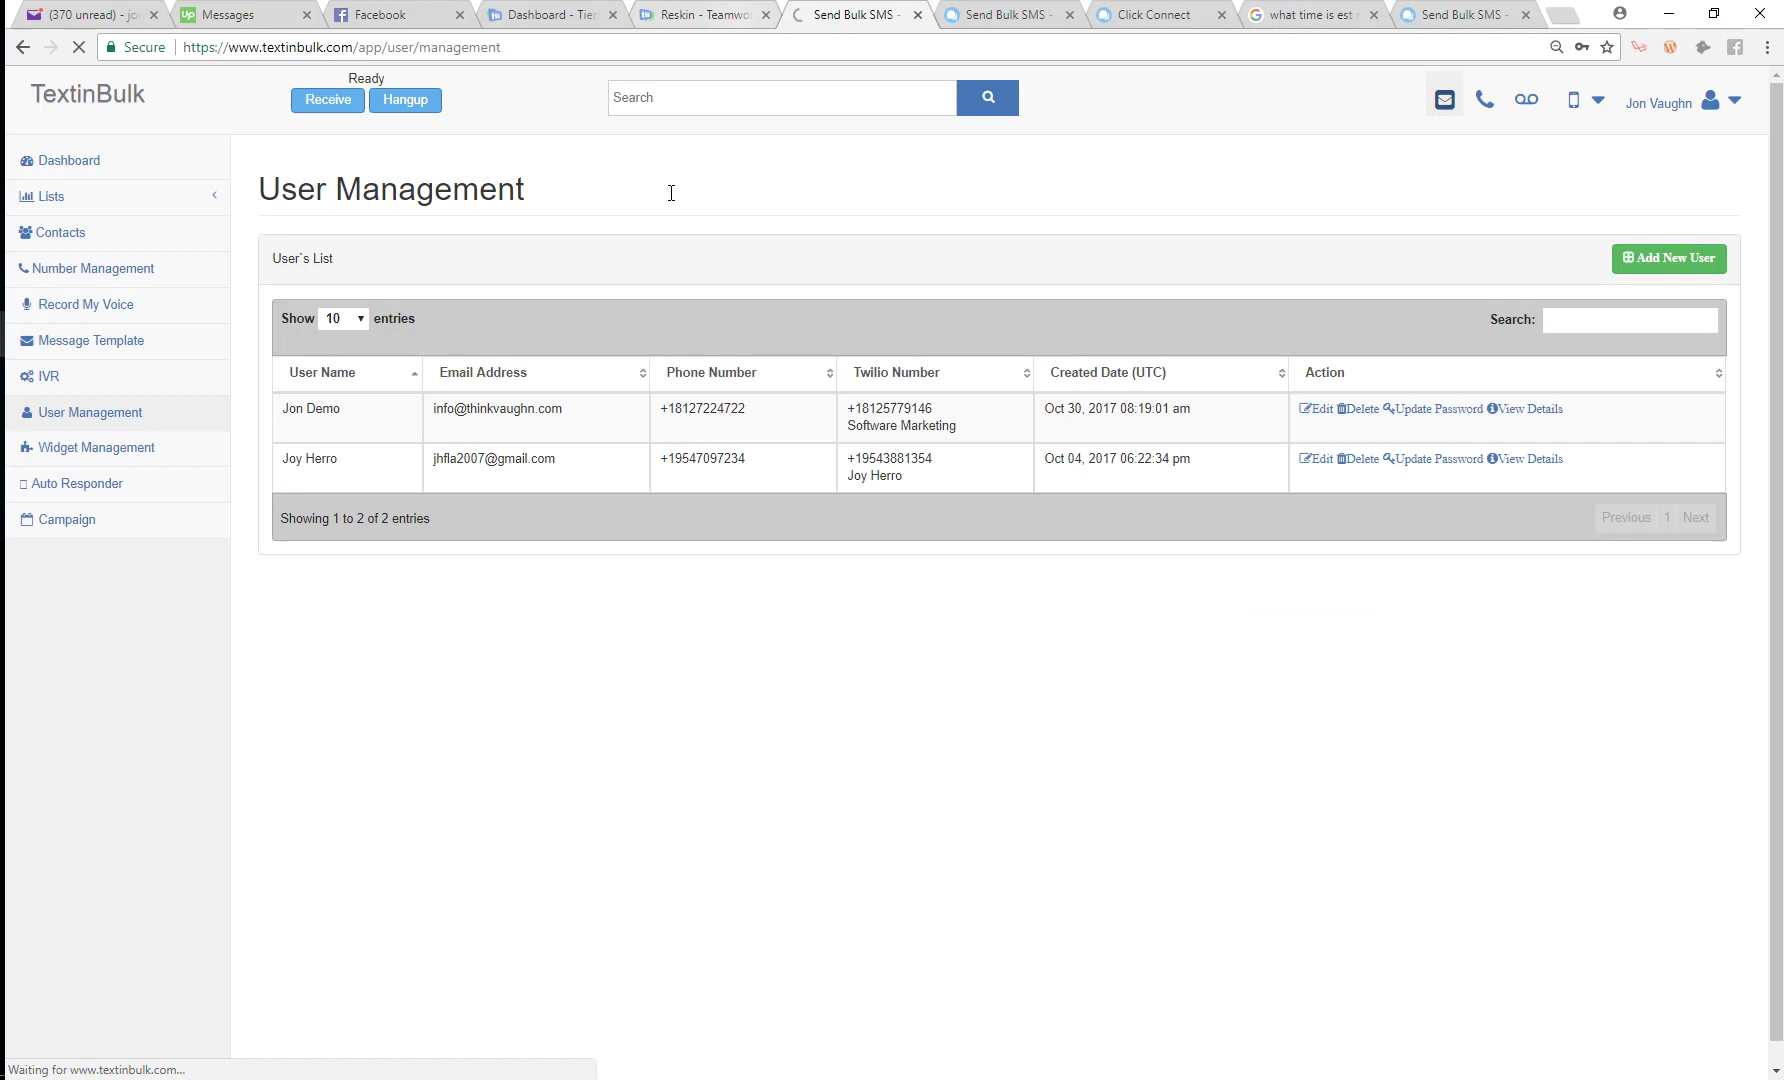 (370 unread) - jo
Messages
Facebook
Dashboard - Tier
Reskin - Teamwo
Send Bulk SMS -
Send Bulk SMS -
Click Connect
what time is est
Send Bulk SMS -
Secure
https://www.textinbulk.com/app/user/management
TextinBulk
Ready
Receive
Hangup
Search
Jon Vaughn
Dashboard
Lists
Contacts
Number Management
Record My Voice
Message Template
IVR
User Management
Widget Management
Auto Responder
Campaign
User Management
User`s List
Add New User
Show 10 entries
Search:
User Name Email Address Phone Number Twilio Number Created Date (UTC) Action
Jon Demo info@thinkvaughn.com +18127224722 +18125779146 Oct 30, 2017 08:19:01 am Edit Delete Update Password View Details
Software Marketing
Joy Herro jhfla2007@gmail.com +19547097234 +19543881354 Oct 04, 2017 06:22:34 pm Edit Delete Update Password View Details
Joy Herro
Showing 1 to 2 of 2 entries
Previous 1 Next
Waiting for www.textinbulk.com...